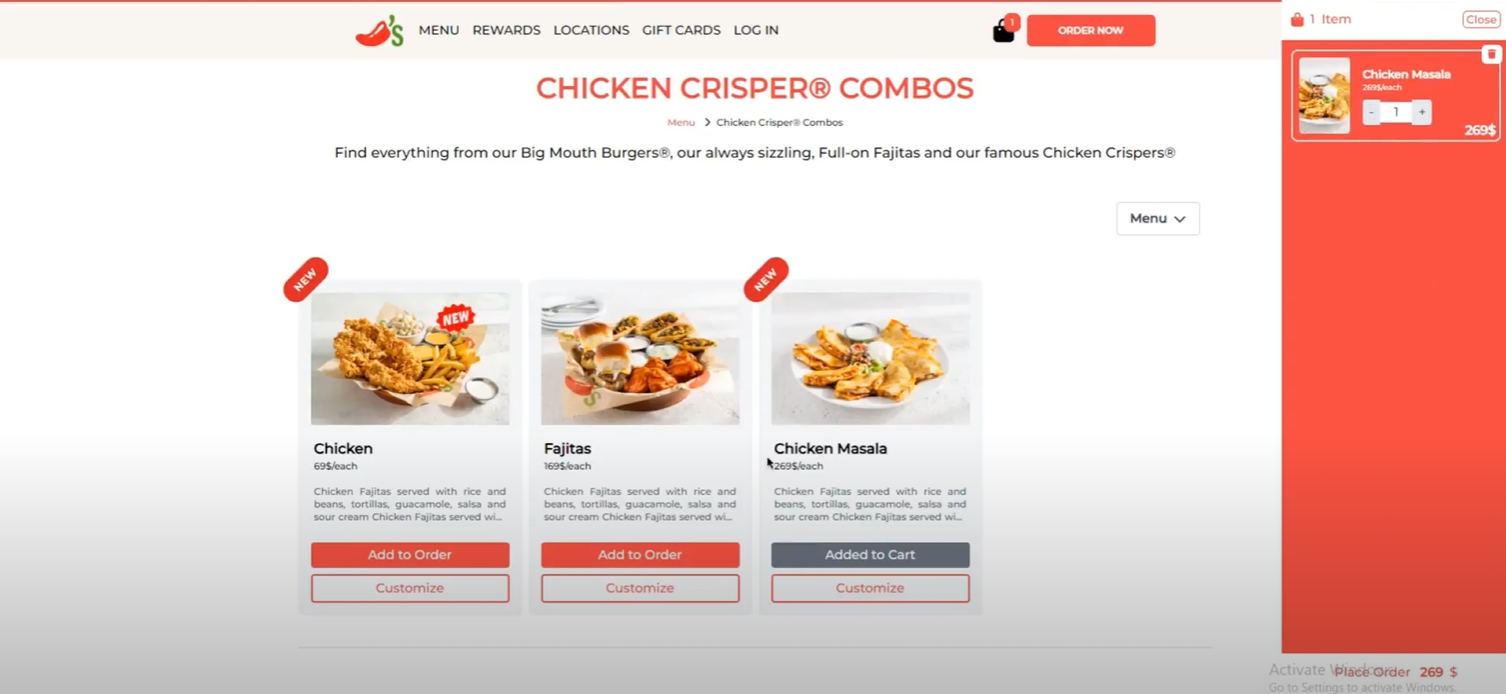 'S MENU REWARDS LOCATIONS GIFT CARDS LOG IN 1 ORDER NOW
CHICKEN CRISPER® COMBOS
Menu > Chicken Crisper® Combos
Find everything from our Big Mouth Burgers®, our always sizzling, Full-on Fajitas and our famous Chicken Crispers®
Menu
NEW
NEW
Chicken
69$/each
Chicken Fajitas served with rice and
beans, tortillas, guacamole, salsa and
sour cream Chicken Fajitas served wi...
Add to Order
Customize
Fajitas
169$/each
Chicken Fajitas served with rice and
beans, tortillas, guacamole, salsa and
sour cream Chicken Fajitas served wi...
Add to Order
Customize
NEW
Chicken Masala
269$/each
Chicken Fajitas served with rice and
beans, tortillas, guacamole, salsa and
sour cream Chicken Fajitas served wi...
Added to Cart
Customize
1 Item Close
Chicken Masala
269$/each
- 1 +
269$
Place Order 269 $
Activate Windows
Go to Settings to activate Windows.